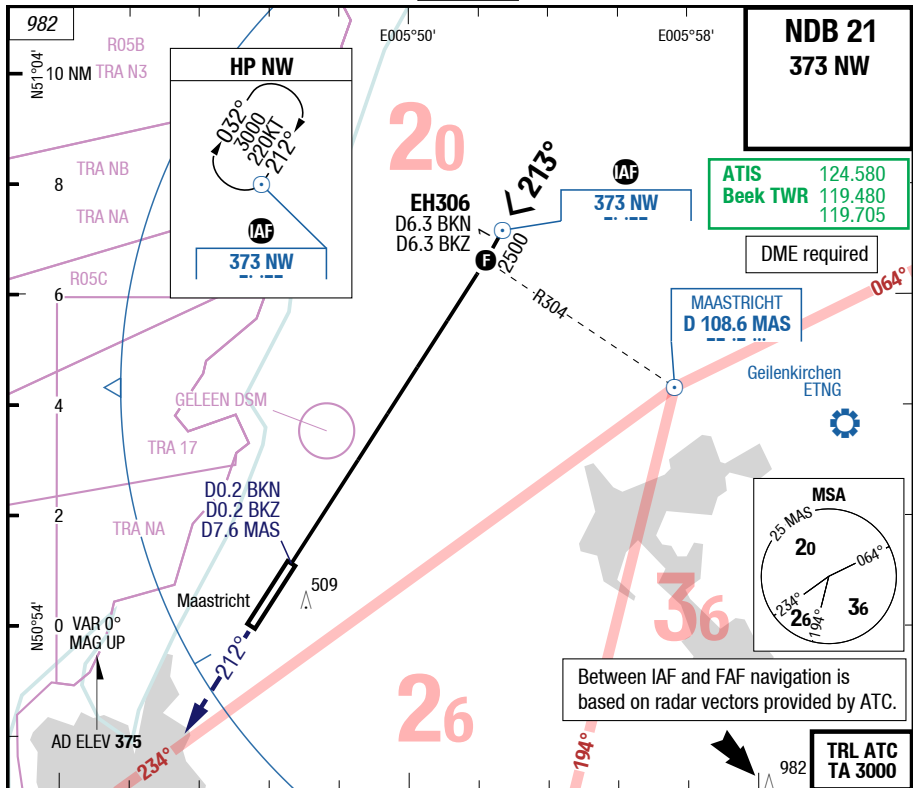 982
E005°50'
E005°58'
NDB 21
373 NW
N51°04'
10 NM
R05B
TRA N3
HP NW
032°
3000
220KT
212°
IAF
373 NW
20
<213°
IAF
373 NW
ATIS 124.580
Beek TWR 119.480
119.705
DME required
8
TRA NB
TRA NA
EH306
D6.3 BKN
D6.3 BKZ
1
2500
F
R304
R05C
6
064°
MAASTRICHT
D 108.6 MAS
Geilenkirchen
ETNG
4
GELEEN DSM
TRA 17
2
TRA NA
D0.2 BKN
D0.2 BKZ
D7.6 MAS
MSA
25 MAS
20
064°
234°
26
194°
36
36
509
Maastricht
N50°54'
0
VAR 0°
MAG UP
212°
26
Between IAF and FAF navigation is
based on radar vectors provided by ATC.
AD ELEV 375
234°
194°
982
TRL ATC
TA 3000